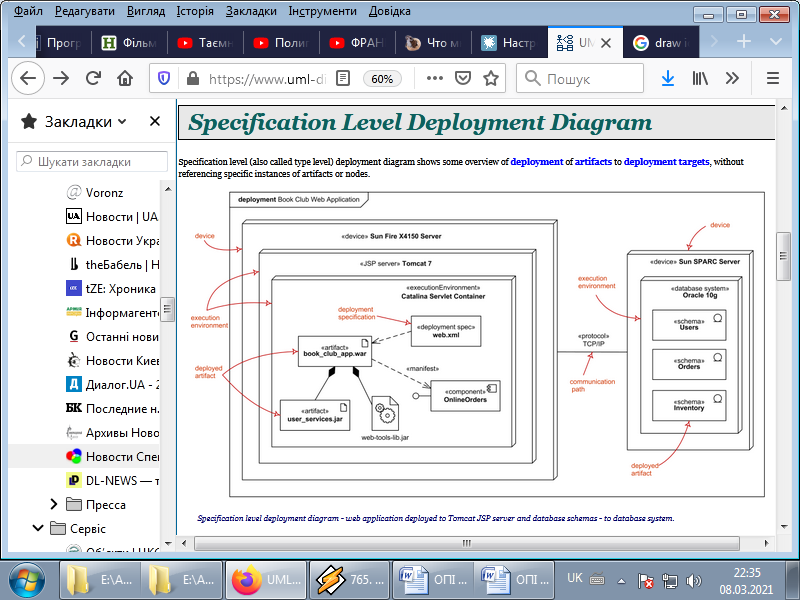 Файл Редагувати Вигляд Історія Закладки Інструменти Довідка
Прогр
Фільм
Таємн
Полиг
ФРАН
Что м
Настр
UM
draw i
https://www.uml-di
60%
Пошук
Закладки
Шукати закладки
Voronz
Новости | UA
Новости Укра
theБабель | Н
tZE: Хроника
Інформагент
Останні нови
Новости Киев
Диалог.UA - 2
Последние н
Архивы Ново
Новости Спе
DL-NEWS — т
Пресса
Сервіс
Specification Level Deployment Diagram
Specification level (also called type level) deployment diagram shows some overview of deployment of artifacts to deployment targets, without
referencing specific instances of artifacts or nodes.
deployment Book Club Web Application
device
«device» Sun Fire X4150 Server
«JSP server» Tomcat 7
«executionEnvironment»
Catalina Servlet Container
execution
environment
deployment
specification
«deployment spec»
web.xml
«artifact»
book_club_app.war
deployed
artifact
«manifest»
«component»
OnlineOrders
«artifact»
user_services.jar
web-tools-lib.jar
«protocol»
TCP/IP
communication
path
device
«device» Sun SPARC Server
execution
environment
«database system»
Oracle 10g
«schema»
Users
«schema»
Orders
«schema»
Inventory
deployed
artifact
Specification level deployment diagram - web application deployed to Tomcat JSP server and database schemas - to database system.
E:\A...
E:\A...
UML...
765. ...
ОПІ ...
ОПІ ...
UK
22:35
08.03.2021